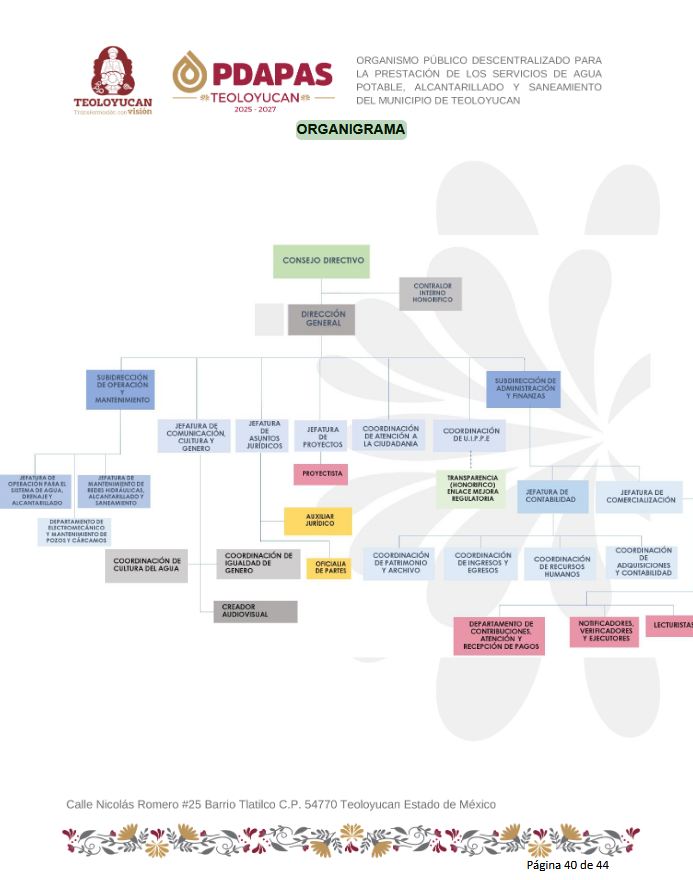 TEOLOYUCAN
Transformando con visión
PDAPAS
TEOLOYUCAN
2025 - 2027
ORGANISMO PÚBLICO DESCENTRALIZADO PARA
LA PRESTACIÓN DE LOS SERVICIOS DE AGUA
POTABLE, ALCANTARILLADO Y SANEAMIENTO
DEL MUNICIPIO DE TEOLOYUCAN
ORGANIGRAMA
CONSEJO DIRECTIVO
CONTRALOR
INTERNO
HONORIFICO
DIRECCIÓN
GENERAL
SUBDIRECCIÓN
DE OPERACIÓN
Y
MANTENIMIENTO
SUBDIRECCIÓN DE
ADMINISTRACIÓN
Y FINANZAS
JEFATURA DE
COMUNICACIÓN,
CULTURA Y
GENERO
JEFATURA
DE
ASUNTOS
JURÍDICOS
JEFATURA
DE
PROYECTOS
COORDINACIÓN
DE ATENCIÓN A
LA CIUDADANIA
COORDINACIÓN
DE U.I.P.P.E
PROYECTISTA
TRANSPARENCIA
(HONORIFICO)
ENLACE MEJORA
REGULATORIA
JEFATURA DE
OPERACIÓN PARA EL
SISTEMA DE AGUA,
DRENAJE Y
ALCANTARILLADO
JEFATURA DE
MANTENIMIENTO DE
REDES HIDRÁULICAS,
ALCANTARILLADO Y
SANEAMIENTO
JEFATURA DE
CONTABILIDAD
JEFATURA DE
COMERCIALIZACIÓN
DEPARTAMENTO DE
ELECTROMECÁNICO
Y MANTENIMIENTO DE
POZOS Y CÁRCAMOS
AUXILIAR
JURÍDICO
COORDINACIÓN DE
CULTURA DEL AGUA
COORDINACIÓN DE
IGUALDAD DE
GENERO
OFICIALIA
DE PARTES
COORDINACIÓN
DE PATRIMONIO
Y ARCHIVO
COORDINACIÓN
DE INGRESOS Y
EGRESOS
COORDINACIÓN
DE RECURSOS
HUMANOS
COORDINACIÓN
DE
ADQUISICIONES
Y CONTABILIDAD
CREADOR
AUDIOVISUAL
DEPARTAMENTO DE
CONTRIBUCIONES,
ATENCIÓN Y
RECEPCIÓN DE PAGOS
NOTIFICADORES,
VERIFICADORES
Y EJECUTORES
LECTURISTAS
Calle Nicolás Romero #25 Barrio Tlatilco C.P. 54770 Teoloyucan Estado de México
Página 40 de 44